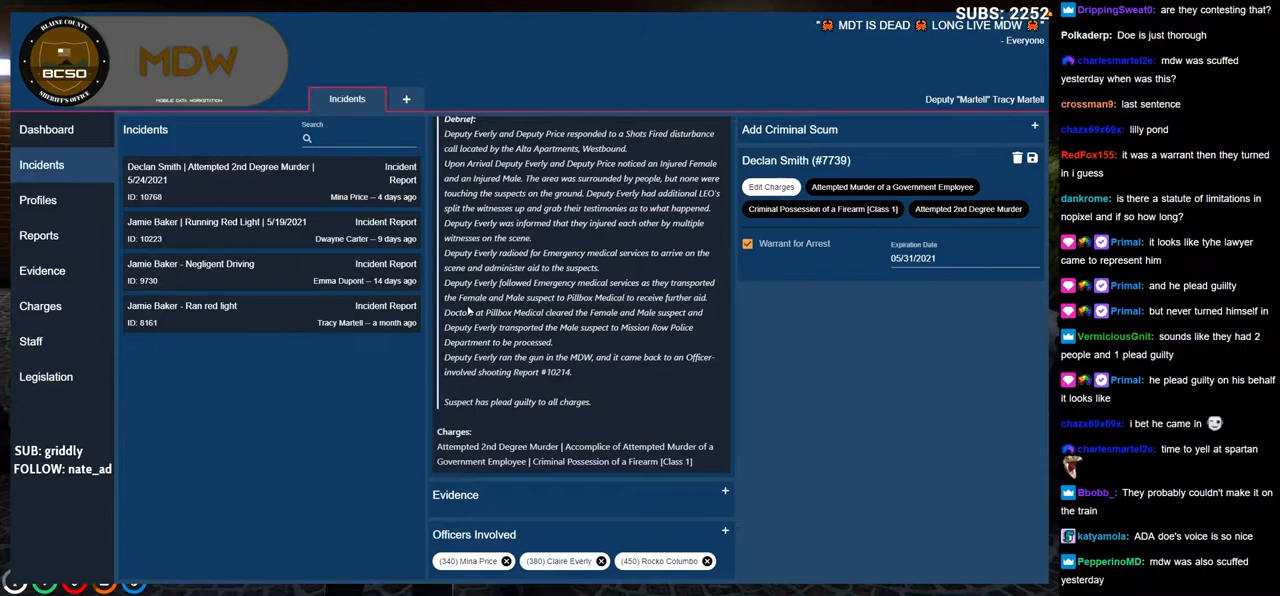 BLAINE COUNTY
BCSO
SHERIFF'S OFFICE
MDW
MOBILE DATA WORKSTATION
SUBS: 2252
" 🦀 MDT IS DEAD 🦀 LONG LIVE MDW 🦀 "
- Everyone
Incidents
+
Deputy "Martell" Tracy Martell
Dashboard
Incidents
Profiles
Reports
Evidence
Charges
Staff
Legislation
SUB: griddly
FOLLOW: nate_ad
Incidents
Search
Declan Smith | Attempted 2nd Degree Murder |
5/24/2021
Incident
Report
ID: 10768
Mina Price – 4 days ago
Jamie Baker | Running Red Light | 5/19/2021
Incident Report
ID: 10223
Dwayne Carter – 9 days ago
Jamie Baker - Negligent Driving
Incident Report
ID: 9730
Emma Dupont – 14 days ago
Jamie Baker - Ran red light
Incident Report
ID: 8161
Tracy Martell – a month ago
Debrief:
Deputy Everly and Deputy Price responded to a Shots Fired disturbance
call located by the Alta Apartments, Westbound.
Upon Arrival Deputy Everly and Deputy Price noticed an Injured Female
and an Injured Male. The area was surrounded by people, but none were
touching the suspects on the ground. Deputy Everly had additional LEO's
split the witnesses up and grab their testimonies as to what happened.
Deputy Everly was informed that they injured each other by multiple
witnesses on the scene.
Deputy Everly radioed for Emergency medical services to arrive on the
scene and administer aid to the suspects.
Deputy Everly followed Emergency medical services as they transported
the Female and Male suspect to Pillbox Medical to receive further aid.
at Pillbox Medical cleared the Female and Male suspect and
Deputy Everly transported the Male suspect to Mission Row Police
Department to be processed.
Deputy Everly ran the gun in the MDW, and it came back to an Officer-
involved shooting Report #10214.
Suspect has plead guilty to all charges.
Charges:
Attempted 2nd Degree Murder | Accomplice of Attempted Murder of a
Government Employee | Criminal Possession of a Firearm [Class 1]
Evidence
+
Officers Involved
+
(340) Mina Price
(380) Claire Everly
(450) Rocko Columbo
Add Criminal Scum
+
Declan Smith (#7739)
Edit Charges
Attempted Murder of a Government Employee
Criminal Possession of a Firearm [Class 1]
Attempted 2nd Degree Murder
Warrant for Arrest
Expiration Date
05/31/2021
DrippingSweat0: are they contesting that?
Polkaderp: Doe is just thorough
charlesmartel2e: mdw was scuffed
yesterday when was this?
crossman9: last sentence
chazx69x69x: lilly pond
RedFox155: it was a warrant then they turned
in i guess
dankrome: is there a statute of limitations in
nopixel and if so how long?
Primal: it looks like tyhe lawyer
came to represent him
Primal: and he plead guiilty
Primal: but never turned himself in
VermiciousGnit: sounds like they had 2
people and 1 plead guilty
Primal: he plead guilty on his behalf
it looks like
chazx69x69x: i bet he came in
charlesmartel2e: time to yell at spartan
Bbobb_: They probably couldn't make it on
the train
katyamola: ADA doe's voice is so nice
PepperinoMD: mdw was also scuffed
yesterday